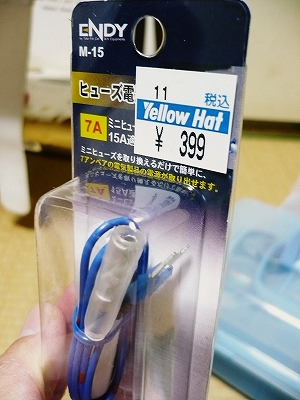 ENDY
M-15
ヒューズ電
11
税込
Yellow Hat
¥ 399
7A
ミニヒュー
15A
ミニヒューズを取り換えるだけで簡単に、
7アンペアの電気製品の電源が取り出せます。